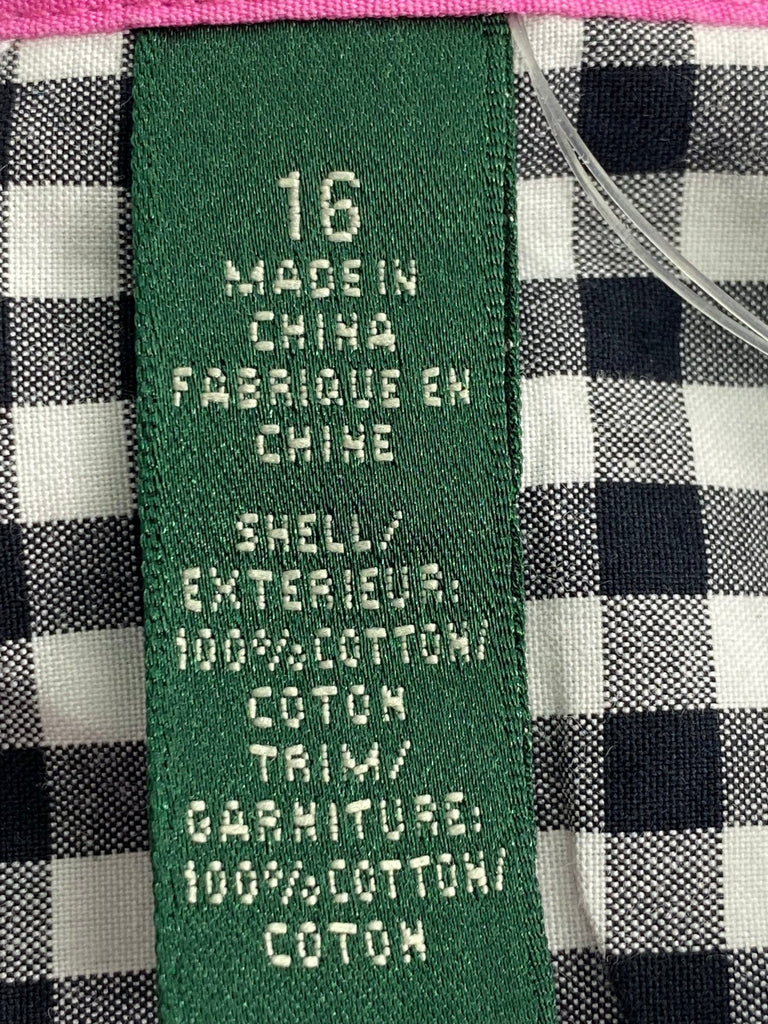 16
MADE IN
CHINA
FABRIQUE EN
CHINE
SHELL/
EXTERIEUR:
100% COTTON/
COTON
TRIM/
GARNITURE:
100% COTTON/
COTON